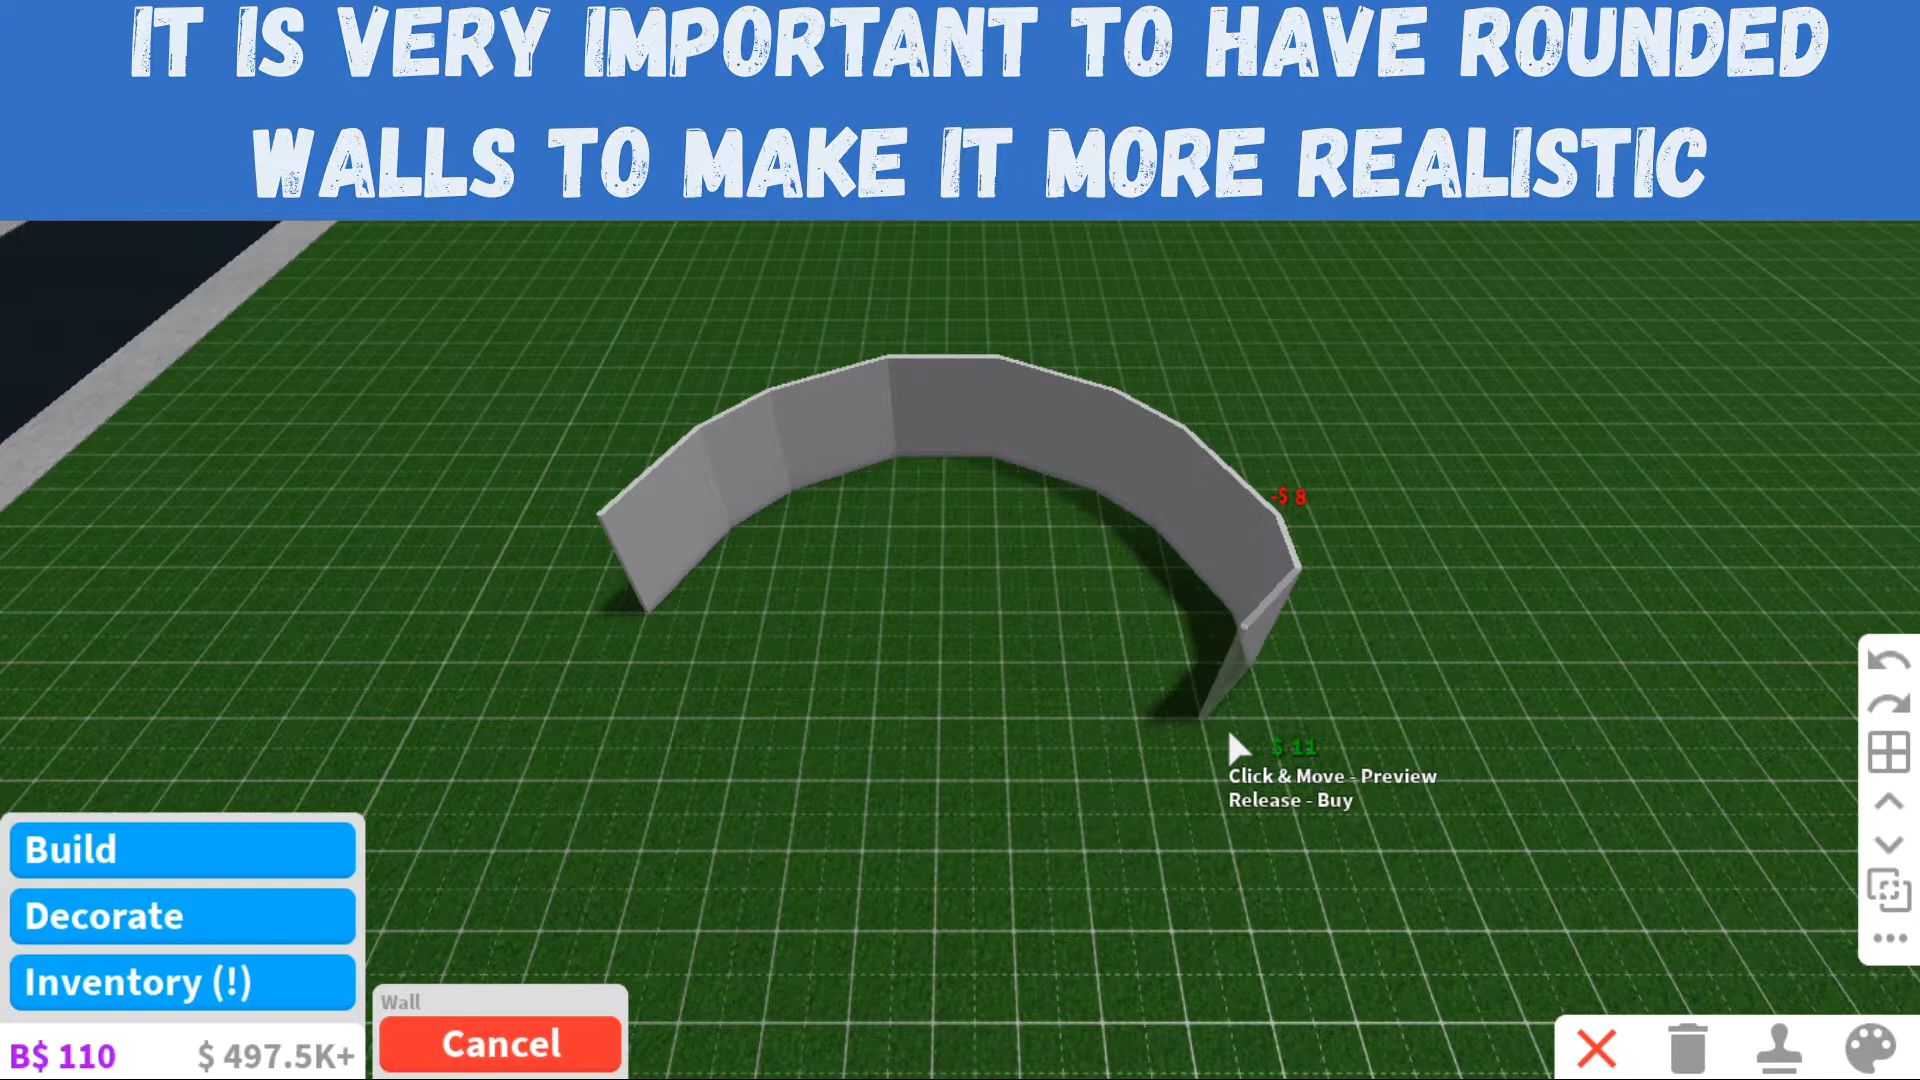 IT IS VERY IMPORTANT TO HAVE ROUNDED
WALLS TO MAKE IT MORE REALISTIC
-$ 8
$ 11
Click & Move - Preview
Release - Buy
Build
Decorate
Inventory (!)
B$ 110 $ 497.5K+
Wall
Cancel